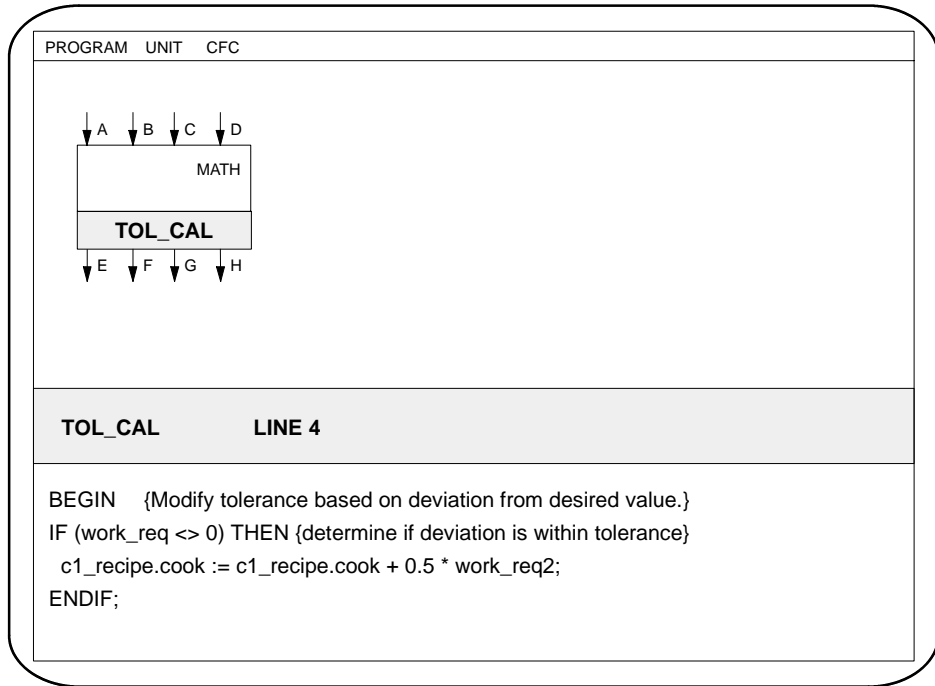 PROGRAM UNIT CFC
A B C D
MATH
TOL_CAL
E F G H
TOL_CAL LINE 4
BEGIN {Modify tolerance based on deviation from desired value.}
IF (work_req <> 0) THEN {determine if deviation is within tolerance}
c1_recipe.cook := c1_recipe.cook + 0.5 * work_req2;
ENDIF;